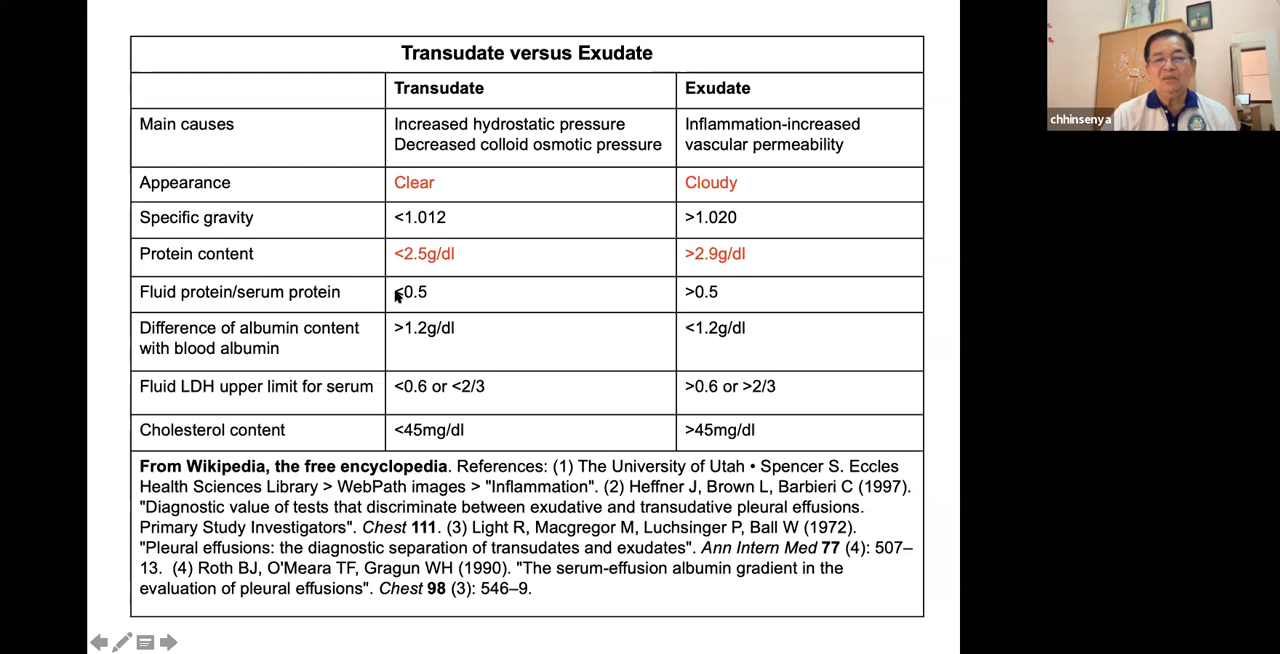 Transudate versus Exudate
Transudate
Exudate
Main causes
Increased hydrostatic pressure
Decreased colloid osmotic pressure
Inflammation-increased
vascular permeability
Appearance
Clear
Cloudy
Specific gravity
<1.012
>1.020
Protein content
<2.5g/dl
>2.9g/dl
Fluid protein/serum protein
<0.5
>0.5
Difference of albumin content
with blood albumin
>1.2g/dl
<1.2g/dl
Fluid LDH upper limit for serum
<0.6 or <2/3
>0.6 or >2/3
Cholesterol content
<45mg/dl
>45mg/dl
From Wikipedia, the free encyclopedia. References: (1) The University of Utah • Spencer S. Eccles
Health Sciences Library > WebPath images > "Inflammation". (2) Heffner J, Brown L, Barbieri C (1997).
"Diagnostic value of tests that discriminate between exudative and transudative pleural effusions.
Primary Study Investigators". Chest 111. (3) Light R, Macgregor M, Luchsinger P, Ball W (1972).
"Pleural effusions: the diagnostic separation of transudates and exudates". Ann Intern Med 77 (4): 507–
13. (4) Roth BJ, O'Meara TF, Gragun WH (1990). "The serum-effusion albumin gradient in the
evaluation of pleural effusions". Chest 98 (3): 546–9.
chhinsenya